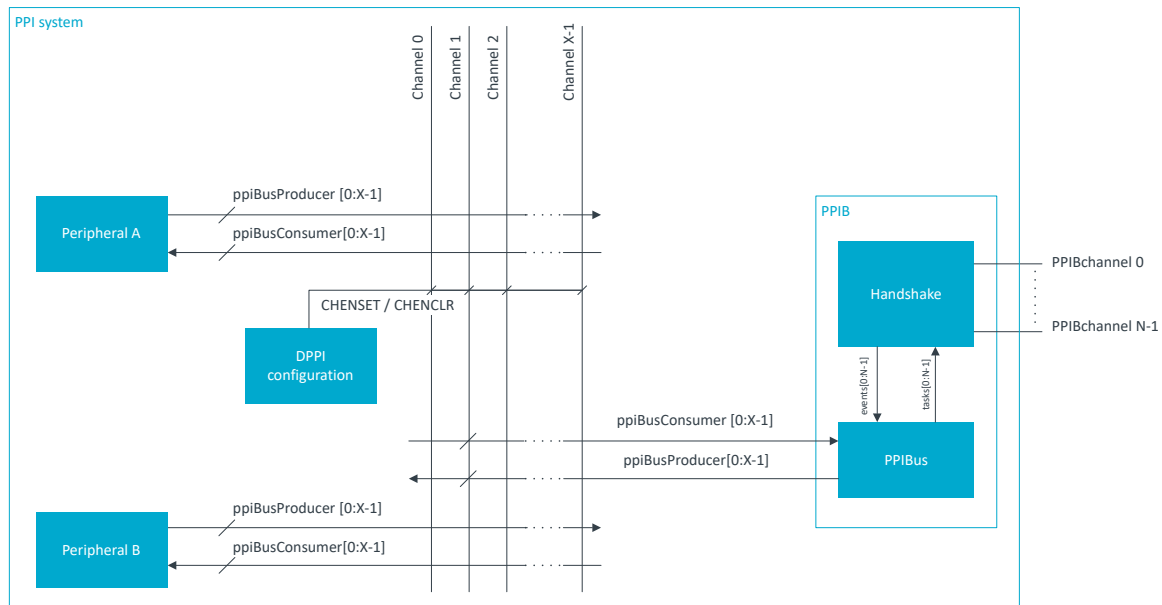 PPI system
Channel 0
Channel 1
Channel 2
Channel X-1
ppiBusProducer [0:X-1]
Peripheral A
ppiBusConsumer[0:X-1]
PPIB
Handshake
PPIBchannel 0
PPIBchannel N-1
CHENSET / CHENCLR
DPPI
configuration
events[0:N-1]
tasks[0:N-1]
ppiBusConsumer [0:X-1]
PPIBus
ppiBusProducer[0:X-1]
ppiBusProducer [0:X-1]
Peripheral B
ppiBusConsumer[0:X-1]